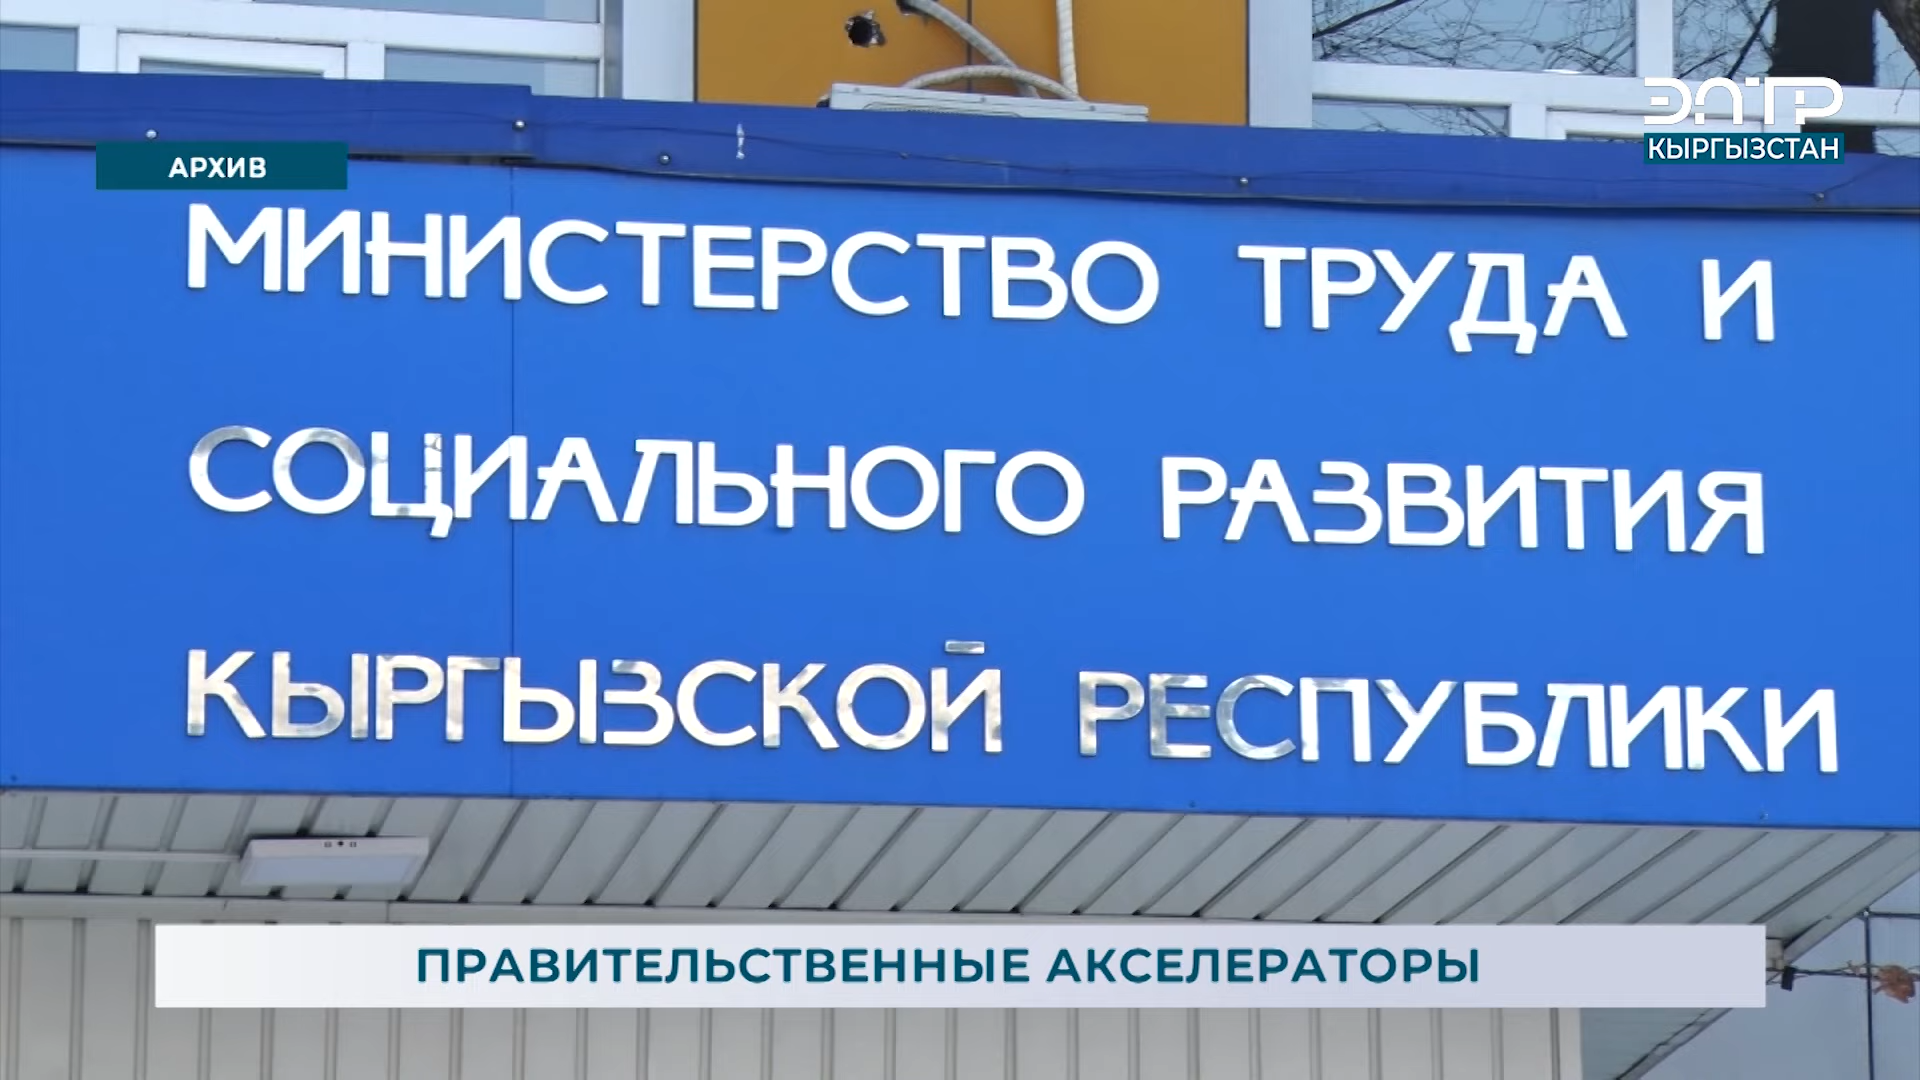 ЭЛТР
КЫРГЫЗСТАН
АРХИВ
МИНИСТЕРСТВО ТРУДА И
СОЦИАЛЬНОГО РАЗВИТИЯ
КЫРГЫЗСКОЙ РЕСПУБЛИКИ
ПРАВИТЕЛЬСТВЕННЫЕ АКСЕЛЕРАТОРЫ